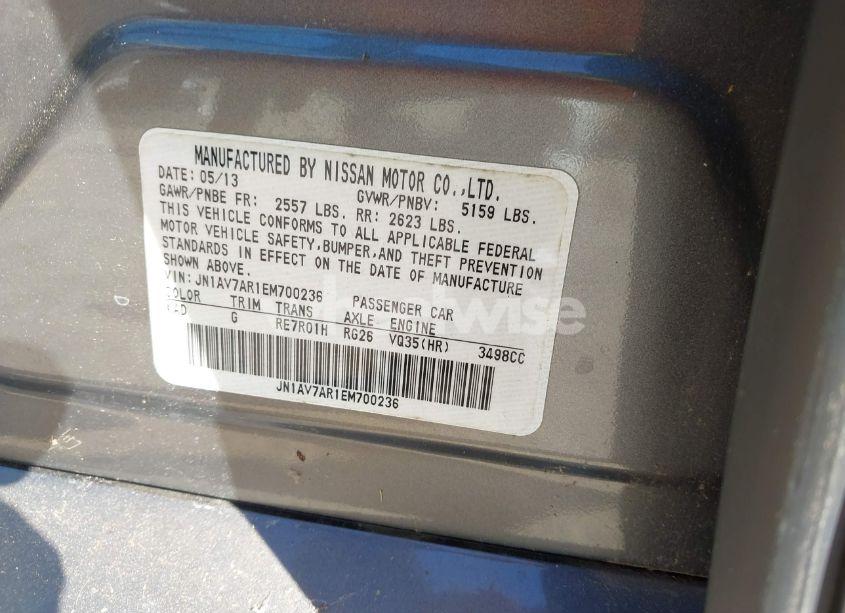 MANUFACTURED BY NISSAN MOTOR CO.,LTD.
DATE: 05/13
GAWR/PNBE FR: 2557 LBS. RR: 2623 LBS. GVWR/PNBV: 5159 LBS.
THIS VEHICLE CONFORMS TO ALL APPLICABLE FEDERAL
MOTOR VEHICLE SAFETY,BUMPER,AND THEFT PREVENTION
STANDARDS IN EFFECT ON THE DATE OF MANUFACTURE
SHOWN ABOVE.
VIN:JN1AV7AR1EM700236 PASSENGER CAR
COLOR TRIM TRANS AXLE ENGINE
G RE7R01H RG26 VQ35(HR) 3498CC
JN1AV7AR1EM700236